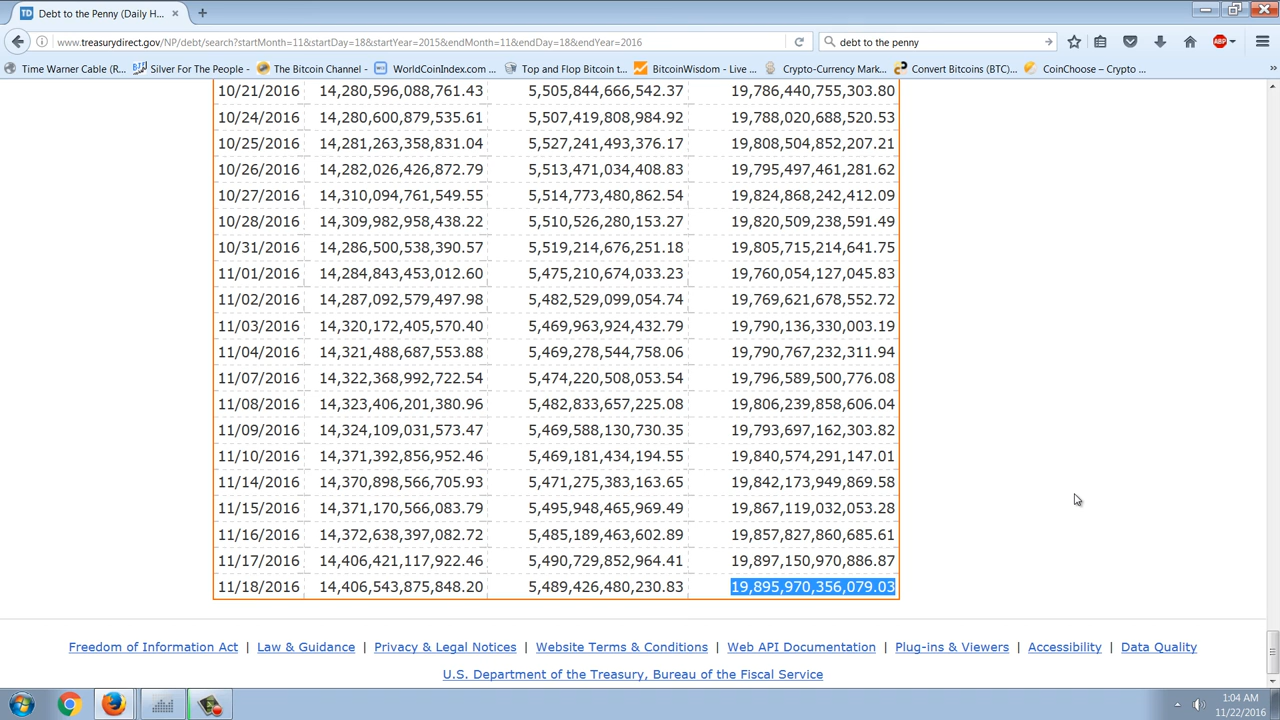 Debt to the Penny (Daily H...
www.treasurydirect.gov/NP/debt/search?startMonth=11&startDay=18&startYear=2015&endMonth=11&endDay=18&endYear=2016
debt to the penny
Time Warner Cable (R... Silver For The People - ... The Bitcoin Channel - ... WorldCoinIndex.com - ... Top and Flop Bitcoin t... BitcoinWisdom - Live ... Crypto-Currency Mark... Convert Bitcoins (BTC)... CoinChoose – Crypto ...
10/21/2016 14,280,596,088,761.43 5,505,844,666,542.37 19,786,440,755,303.80
10/24/2016 14,280,600,879,535.61 5,507,419,808,984.92 19,788,020,688,520.53
10/25/2016 14,281,263,358,831.04 5,527,241,493,376.17 19,808,504,852,207.21
10/26/2016 14,282,026,426,872.79 5,513,471,034,408.83 19,795,497,461,281.62
10/27/2016 14,310,094,761,549.55 5,514,773,480,862.54 19,824,868,242,412.09
10/28/2016 14,309,982,958,438.22 5,510,526,280,153.27 19,820,509,238,591.49
10/31/2016 14,286,500,538,390.57 5,519,214,676,251.18 19,805,715,214,641.75
11/01/2016 14,284,843,453,012.60 5,475,210,674,033.23 19,760,054,127,045.83
11/02/2016 14,287,092,579,497.98 5,482,529,099,054.74 19,769,621,678,552.72
11/03/2016 14,320,172,405,570.40 5,469,963,924,432.79 19,790,136,330,003.19
11/04/2016 14,321,488,687,553.88 5,469,278,544,758.06 19,790,767,232,311.94
11/07/2016 14,322,368,992,722.54 5,474,220,508,053.54 19,796,589,500,776.08
11/08/2016 14,323,406,201,380.96 5,482,833,657,225.08 19,806,239,858,606.04
11/09/2016 14,324,109,031,573.47 5,469,588,130,730.35 19,793,697,162,303.82
11/10/2016 14,371,392,856,952.46 5,469,181,434,194.55 19,840,574,291,147.01
11/14/2016 14,370,898,566,705.93 5,471,275,383,163.65 19,842,173,949,869.58
11/15/2016 14,371,170,566,083.79 5,495,948,465,969.49 19,867,119,032,053.28
11/16/2016 14,372,638,397,082.72 5,485,189,463,602.89 19,857,827,860,685.61
11/17/2016 14,406,421,117,922.46 5,490,729,852,964.41 19,897,150,970,886.87
11/18/2016 14,406,543,875,848.20 5,489,426,480,230.83 19,895,970,356,079.03
Freedom of Information Act | Law & Guidance | Privacy & Legal Notices | Website Terms & Conditions | Web API Documentation | Plug-ins & Viewers | Accessibility | Data Quality
U.S. Department of the Treasury, Bureau of the Fiscal Service
1:04 AM
11/22/2016